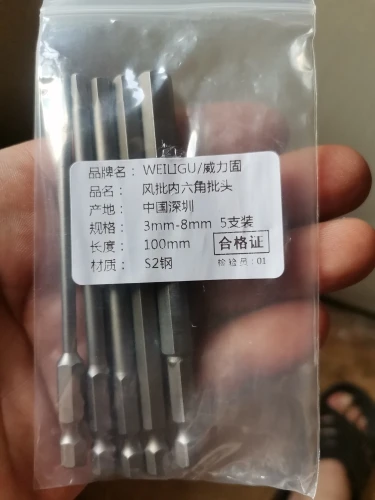 品牌名： WEILIGU/威力固
品名： 风批内六角批头
产地： 中国深圳
规格： 3mm-8mm 5支装
长度： 100mm 合格证
材质： S2钢 检验员：01